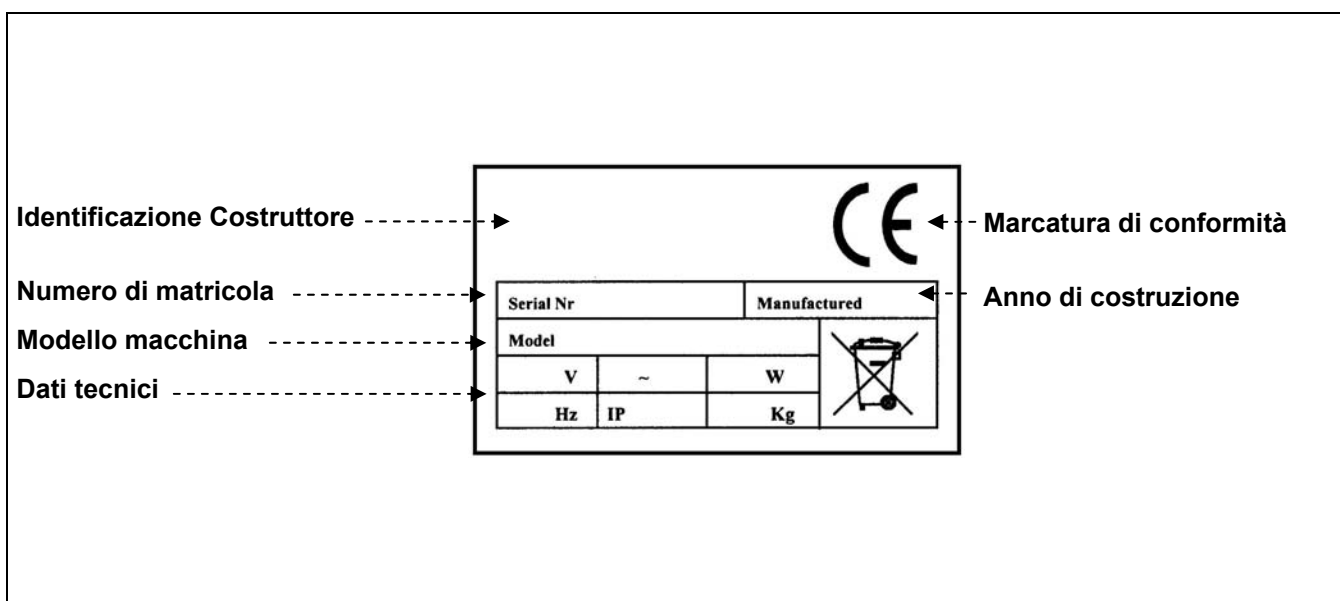 CE
Identificazione Costruttore
Marcatura di conformità
Numero di matricola
Serial Nr
Manufactured
Anno di costruzione
Modello macchina
Model
Dati tecnici
V ~ W
Hz IP Kg